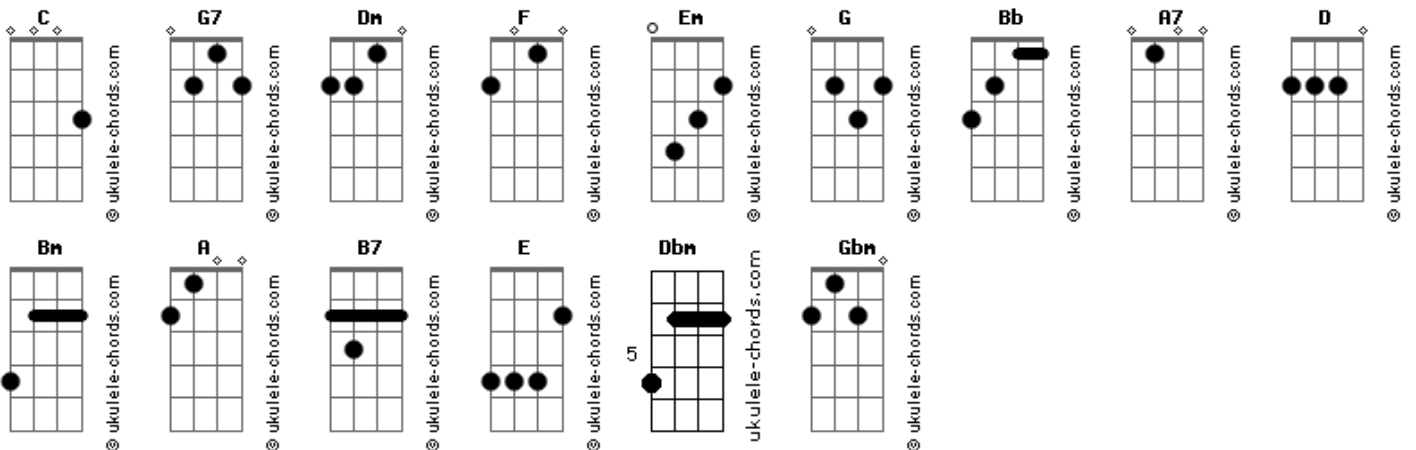 C G7 Dm F Em G Bb A7 D
© ukulele-chords.com © ukulele-chords.com © ukulele-chords.com © ukulele-chords.com © ukulele-chords.com © ukulele-chords.com © ukulele-chords.com © ukulele-chords.com © ukulele-chords.com
Bm A B7 E Dbm Gbm
5
© ukulele-chords.com © ukulele-chords.com © ukulele-chords.com © ukulele-chords.com ukulele-chords.com © ukulele-chords.com